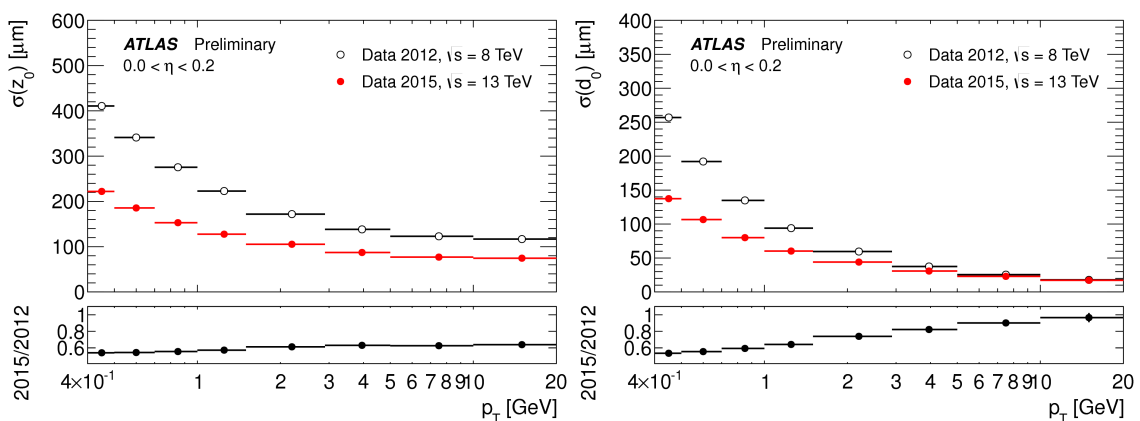 σ(z₀) [μm]
600
500
400
300
200
100
0
ATLAS Preliminary
0.0 < η < 0.2
Data 2012, √s = 8 TeV
Data 2015, √s = 13 TeV
2015/2012
1
0.8
0.6
4×10⁻¹ 1 2 3 4 5 6 7 8 9 10 20
p_T [GeV]
σ(d₀) [μm]
400
350
300
250
200
150
100
50
0
ATLAS Preliminary
0.0 < η < 0.2
Data 2012, √s = 8 TeV
Data 2015, √s = 13 TeV
2015/2012
1
0.8
0.6
4×10⁻¹ 1 2 3 4 5 6 7 8 9 10 20
p_T [GeV]